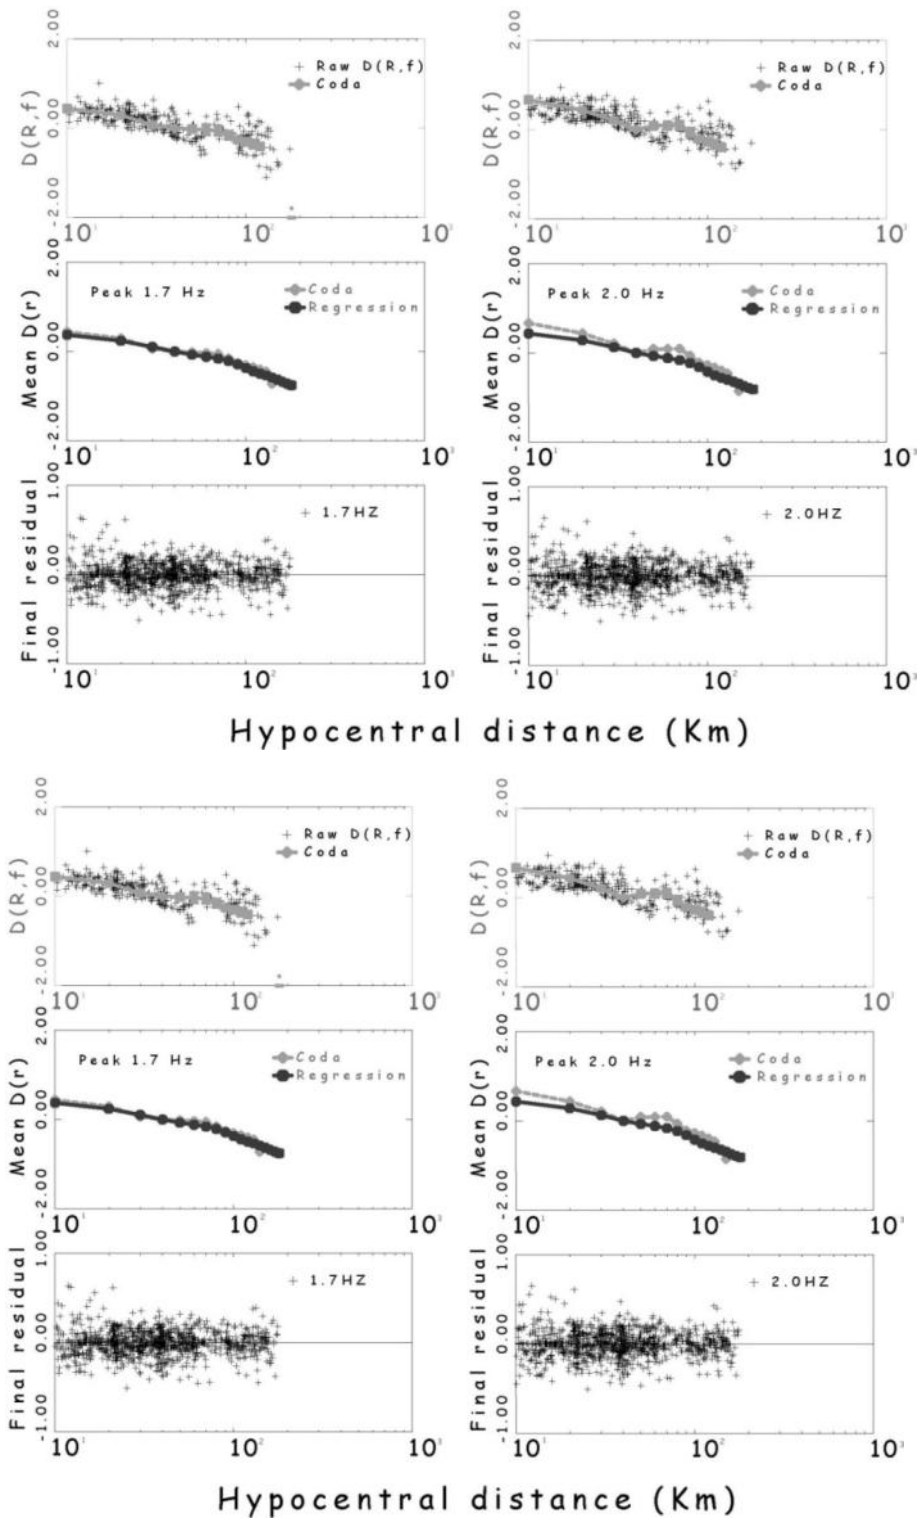 2.00
0.00
-2.00
D(R,f)
+ Raw D(R,f)
Coda
10¹ 10² 10³
2.00
0.00
-2.00
D(R,f)
+ Raw D(R,f)
Coda
10¹ 10² 10³
2.00
0.00
-2.00
Mean D(r)
Peak 1.7 Hz
Coda
Regression
10¹ 10² 10³
2.00
0.00
-2.00
Mean D(r)
Peak 2.0 Hz
Coda
Regression
10¹ 10² 10³
1.00
0.00
-1.00
Final residual
+ 1.7HZ
10¹ 10² 10³
1.00
0.00
-1.00
Final residual
+ 2.0HZ
10¹ 10² 10³
Hypocentral distance (Km)
2.00
0.00
-2.00
D(R,f)
+ Raw D(R,f)
Coda
10¹ 10² 10³
2.00
0.00
-2.00
D(R,f)
+ Raw D(R,f)
Coda
10¹ 10² 10³
2.00
0.00
-2.00
Mean D(r)
Peak 1.7 Hz
Coda
Regression
10¹ 10² 10³
2.00
0.00
-2.00
Mean D(r)
Peak 2.0 Hz
Coda
Regression
10¹ 10² 10³
1.00
0.00
-1.00
Final residual
+ 1.7HZ
10¹ 10² 10³
1.00
0.00
-1.00
Final residual
+ 2.0HZ
10¹ 10² 10³
Hypocentral distance (Km)